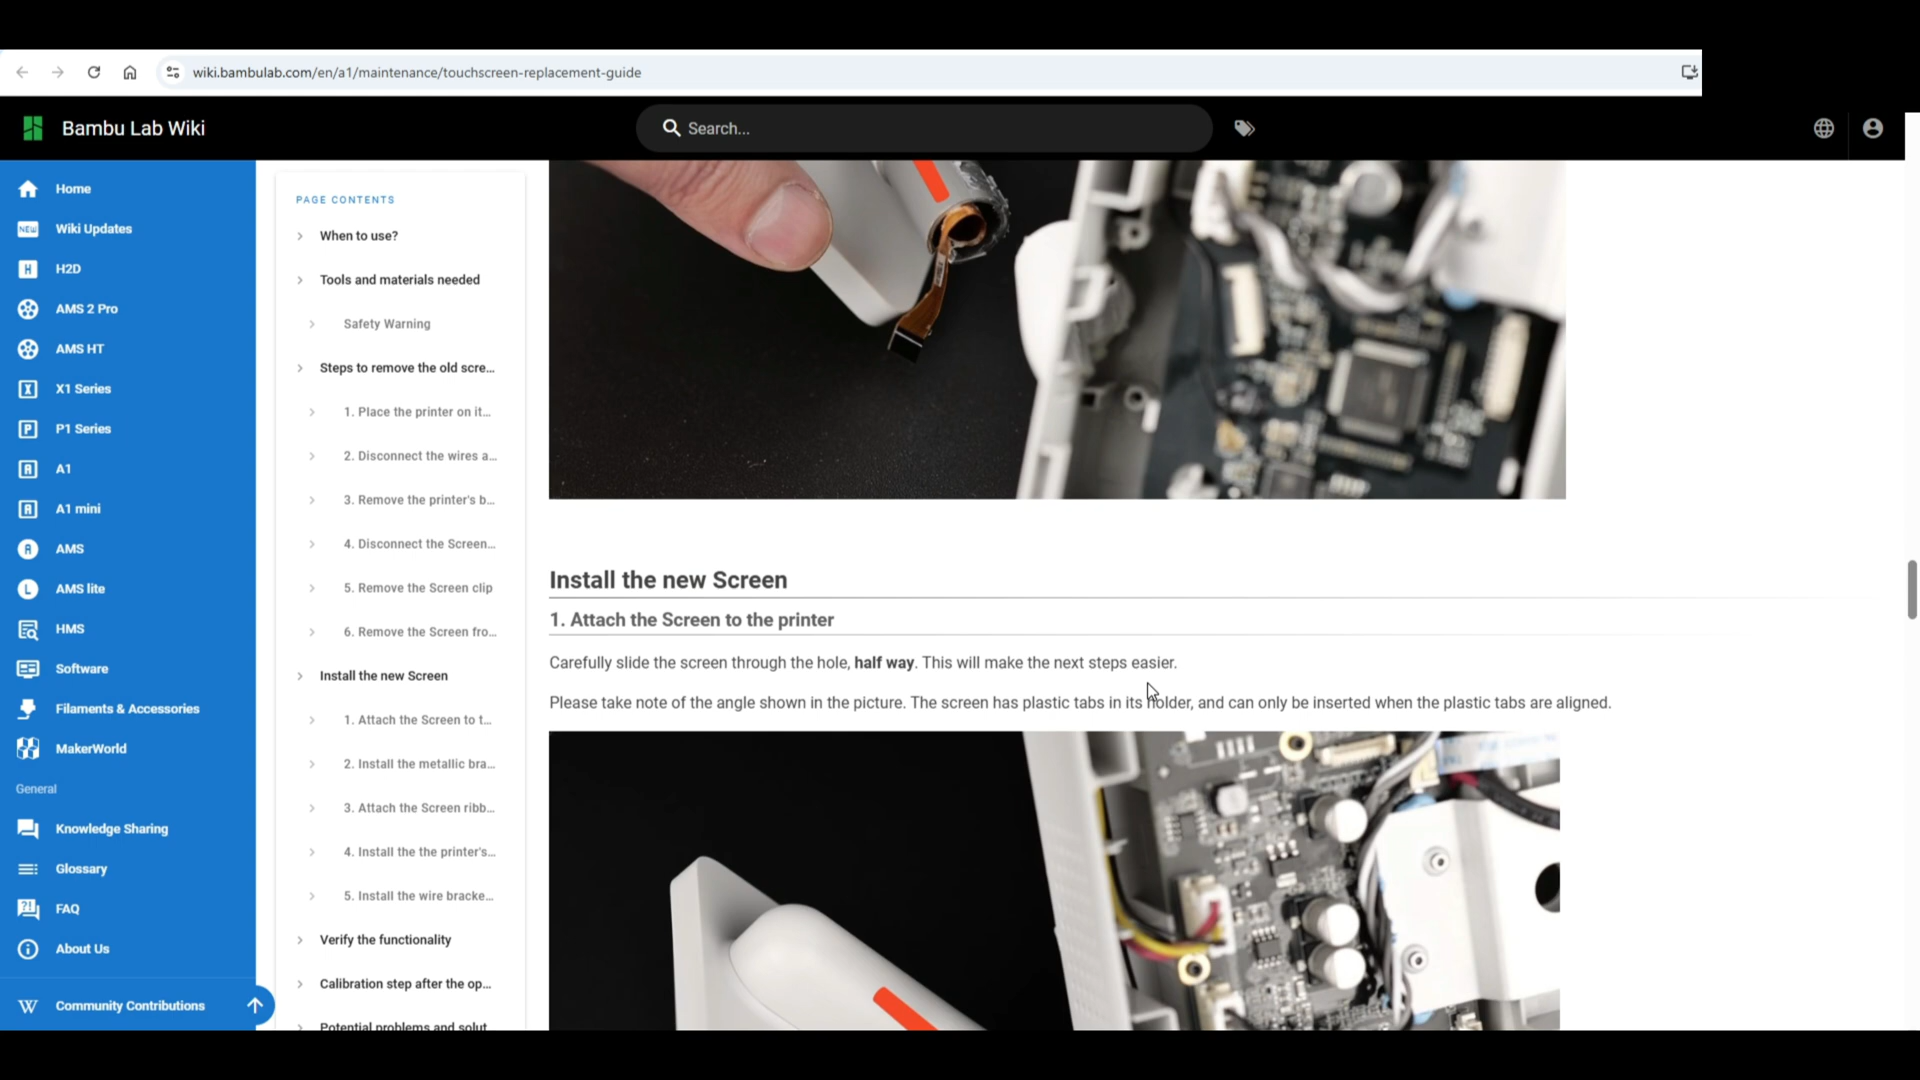 wiki.bambulab.com/en/a1/maintenance/touchscreen-replacement-guide
Bambu Lab Wiki
Search...
Home
NEW
Wiki Updates
H
H2D
AMS 2 Pro
AMS HT
X
X1 Series
P
P1 Series
A1
A1 mini
AMS
L
AMS lite
HMS
Software
Filaments & Accessories
MakerWorld
General
Knowledge Sharing
Glossary
FAQ
About Us
W
Community Contributions
PAGE CONTENTS
When to use?
Tools and materials needed
Safety Warning
Steps to remove the old scre...
1. Place the printer on it...
2. Disconnect the wires a...
3. Remove the printer's b...
4. Disconnect the Screen...
5. Remove the Screen clip
6. Remove the Screen fro...
Install the new Screen
1. Attach the Screen to t...
2. Install the metallic bra...
3. Attach the Screen ribb...
4. Install the the printer's...
5. Install the wire bracke...
Verify the functionality
Calibration step after the op...
Potential problems and solut
Install the new Screen
1. Attach the Screen to the printer
Carefully slide the screen through the hole, half way. This will make the next steps easier.
Please take note of the angle shown in the picture. The screen has plastic tabs in its holder, and can only be inserted when the plastic tabs are aligned.